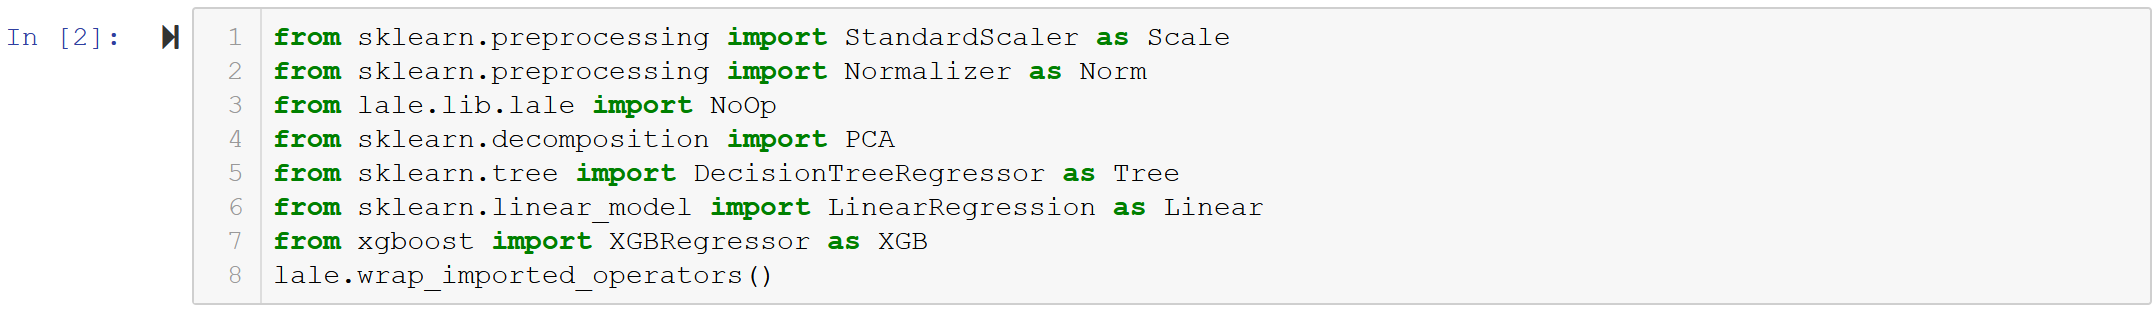 In [2]:
1 from sklearn.preprocessing import StandardScaler as Scale
2 from sklearn.preprocessing import Normalizer as Norm
3 from lale.lib.lale import NoOp
4 from sklearn.decomposition import PCA
5 from sklearn.tree import DecisionTreeRegressor as Tree
6 from sklearn.linear_model import LinearRegression as Linear
7 from xgboost import XGBRegressor as XGB
8 lale.wrap_imported_operators()